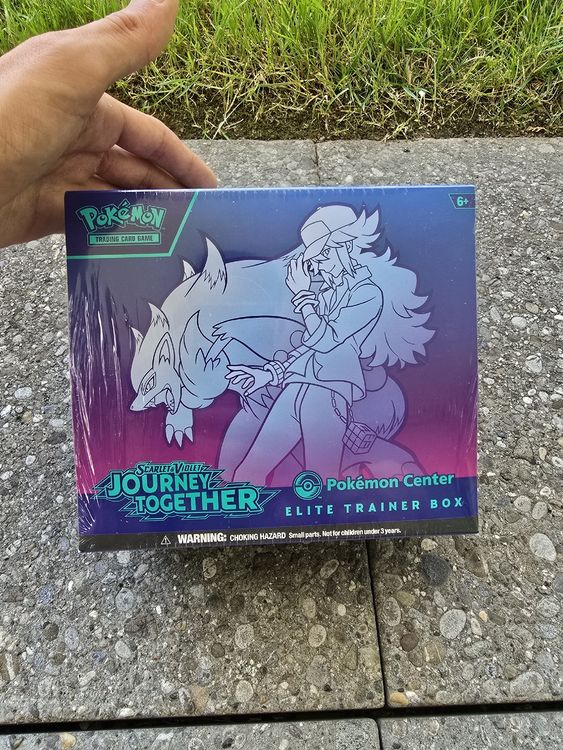 Pokémon
TRADING CARD GAME
6+
SCARLET & VIOLET
JOURNEY
TOGETHER
Pokémon Center
ELITE TRAINER BOX
WARNING: CHOKING HAZARD Small parts. Not for children under 3 years.